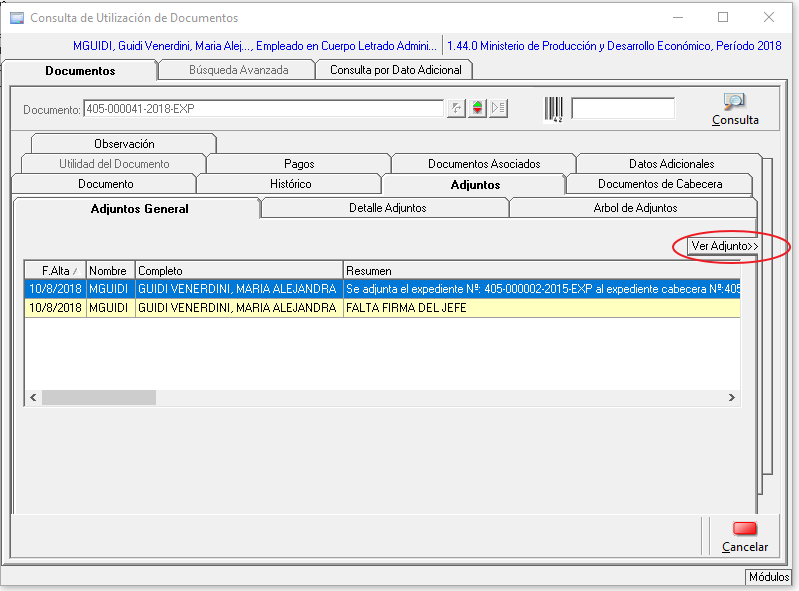 Consulta de Utilización de Documentos
MGUIDI, Guidi Venerdini, Maria Alej..., Empleado en Cuerpo Letrado Admini... 1.44.0 Ministerio de Producción y Desarrollo Económico, Período 2018
Documentos Búsqueda Avanzada Consulta por Dato Adicional
Documento: 405-000041-2018-EXP
42
Consulta
Observación
Utilidad del Documento Pagos Documentos Asociados Datos Adicionales
Documento Histórico Adjuntos Documentos de Cabecera
Adjuntos General Detalle Adjuntos Arbol de Adjuntos
Ver Adjunto>>
F.Alta Nombre Completo Resumen
10/8/2018 MGUIDI GUIDI VENERDINI, MARIA ALEJANDRA Se adjunta el expediente Nº: 405-000002-2015-EXP al expediente cabecera Nº:405
10/8/2018 MGUIDI GUIDI VENERDINI, MARIA ALEJANDRA FALTA FIRMA DEL JEFE
Cancelar
Módulos